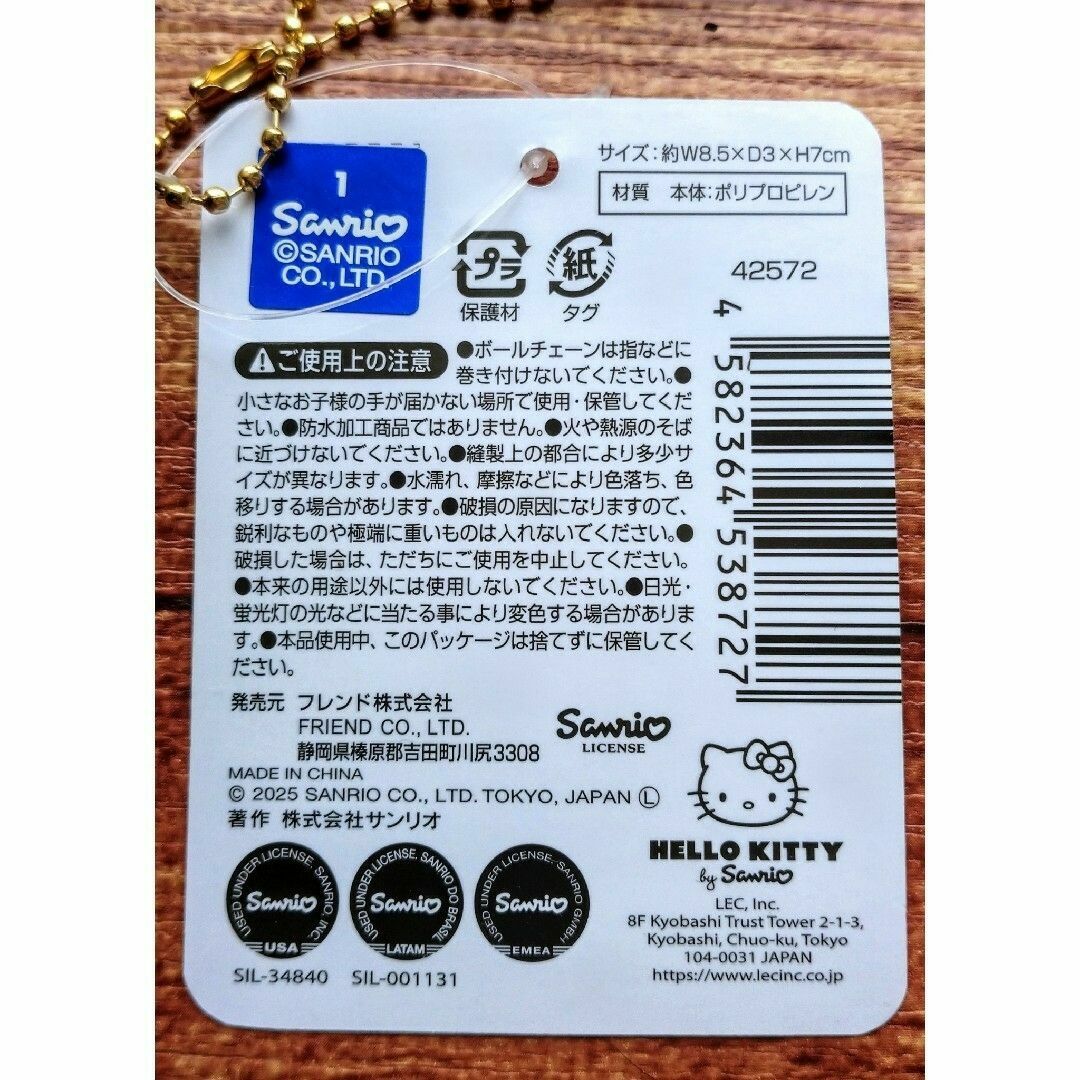 サイズ：約W8.5×D3×H7cm
材質 本体：ポリプロピレン
1
Sanrio
©SANRIO
CO.,LTD.
プラ
保護材
紙
タグ
42572
4 582364 538727
ご使用上の注意
●ボールチェーンは指などに
巻き付けないでください。●
小さなお子様の手が届かない場所で使用・保管してくだ
さい。●防水加工商品ではありません。●火や熱源のそば
に近づけないでください。●縫製上の都合により多少サ
イズが異なります。●水濡れ、摩擦などにより色落ち、色
移りする場合があります。●破損の原因になりますので、
鋭利なものや極端に重いものは入れないでください。●
破損した場合は、ただちにご使用を中止してください。
●本来の用途以外には使用しないでください。●日光・
蛍光灯の光などに当たる事により変色する場合がありま
す。●本品使用中、このパッケージは捨てずに保管してく
ださい。
発売元 フレンド株式会社
FRIEND CO., LTD.
静岡県榛原郡吉田町川尻3308
Sanrio
LICENSE
MADE IN CHINA
© 2025 SANRIO CO., LTD. TOKYO, JAPAN Ⓛ
著作 株式会社サンリオ
USED UNDER LICENSE. SANRIO, INC.
Sanrio
USA
SIL-34840
USED UNDER LICENSE. SANRIO DO BRASIL
Sanrio
LATAM
SIL-001131
USED UNDER LICENSE. SANRIO GMBH
Sanrio
EMEA
HELLO KITTY
by Sanrio
LEC, Inc.
8F Kyobashi Trust Tower 2-1-3,
Kyobashi, Chuo-ku, Tokyo
104-0031 JAPAN
https://www.lecinc.co.jp